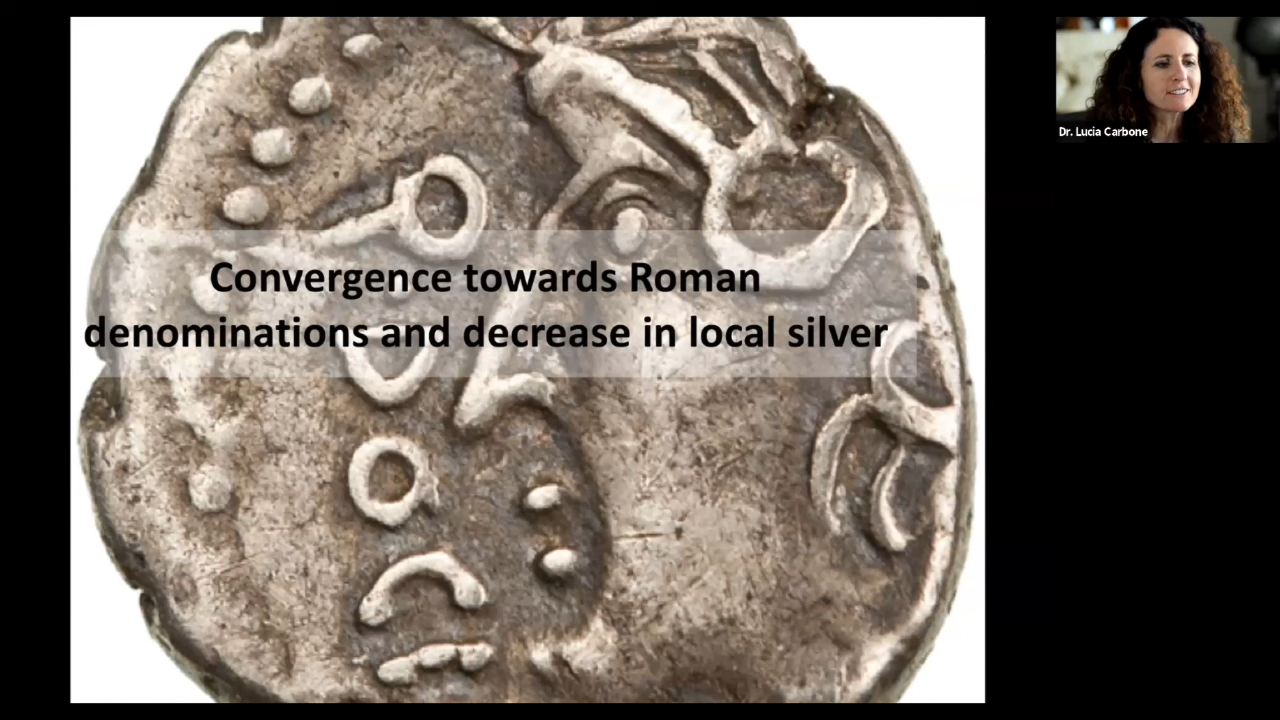 Convergence towards Roman
denominations and decrease in local silver
Dr. Lucia Carbone